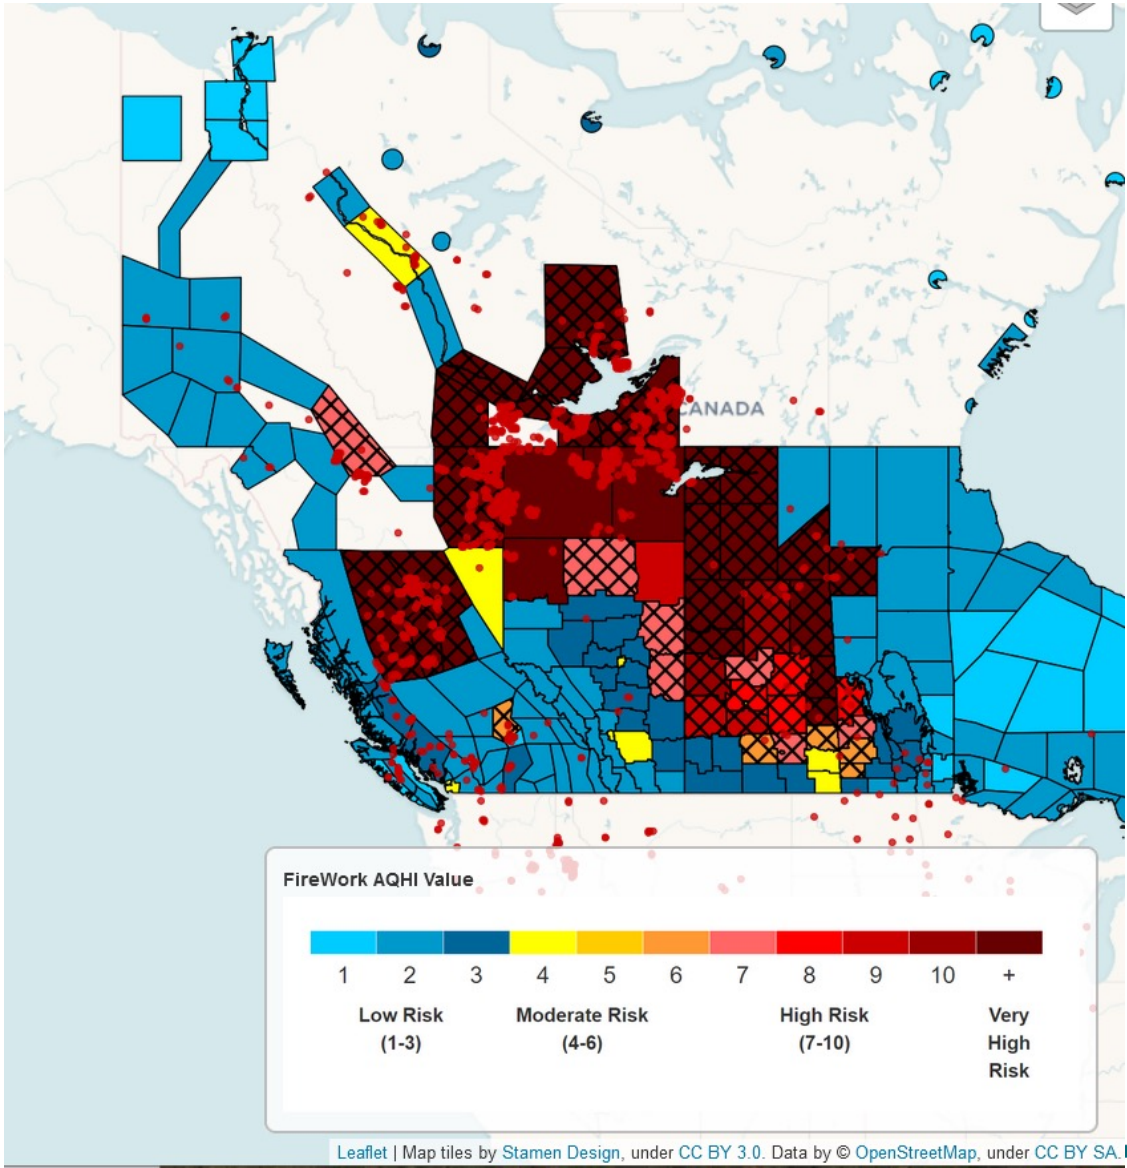 CANADA
FireWork AQHI Value
1 2 3 4 5 6 7 8 9 10 +
Low Risk Moderate Risk High Risk Very
(1-3) (4-6) (7-10) High
Risk
Leaflet | Map tiles by Stamen Design, under CC BY 3.0. Data by © OpenStreetMap, under CC BY SA.